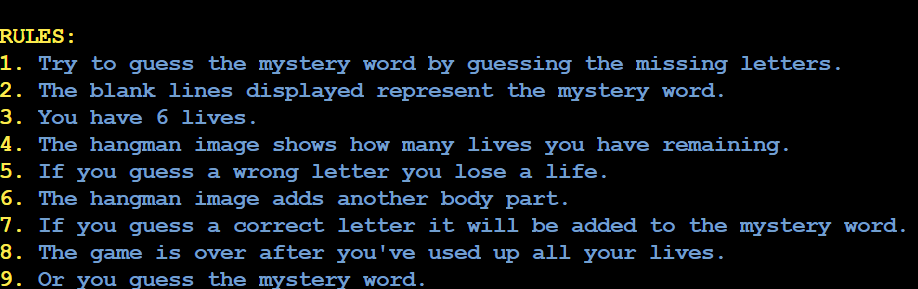 RULES:
1. Try to guess the mystery word by guessing the missing letters.
2. The blank lines displayed represent the mystery word.
3. You have 6 lives.
4. The hangman image shows how many lives you have remaining.
5. If you guess a wrong letter you lose a life.
6. The hangman image adds another body part.
7. If you guess a correct letter it will be added to the mystery word.
8. The game is over after you've used up all your lives.
9. Or you guess the mystery word.